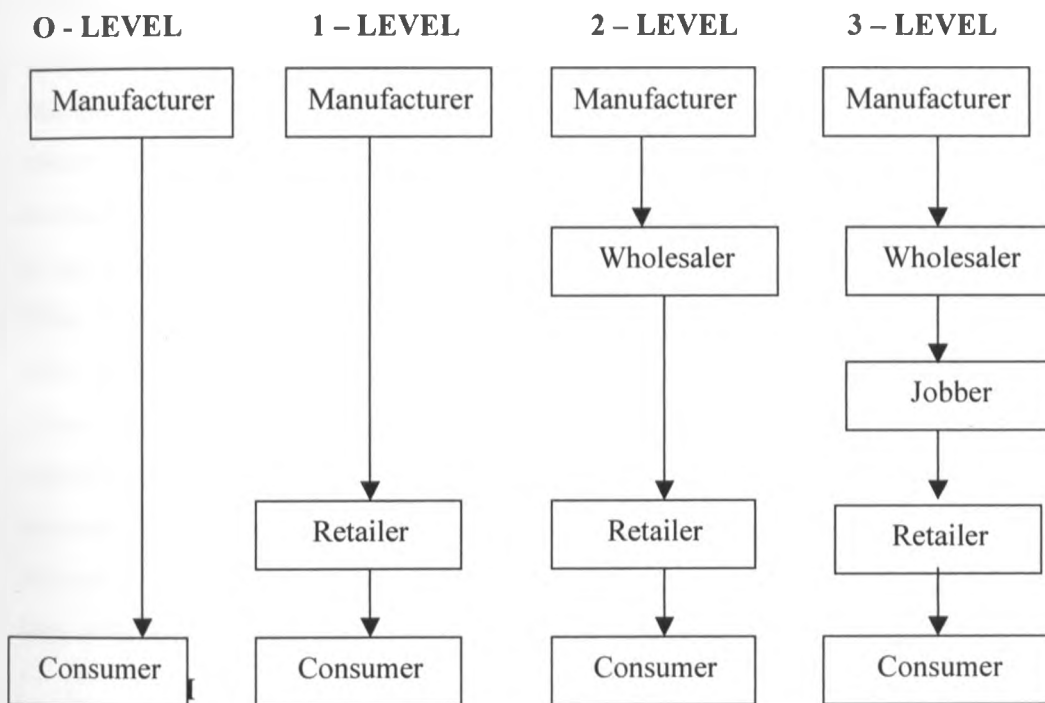 O - LEVEL 1 – LEVEL 2 – LEVEL 3 – LEVEL
Manufacturer Manufacturer Manufacturer Manufacturer
Wholesaler Wholesaler
Jobber
Retailer Retailer Retailer
Consumer Consumer Consumer Consumer
I